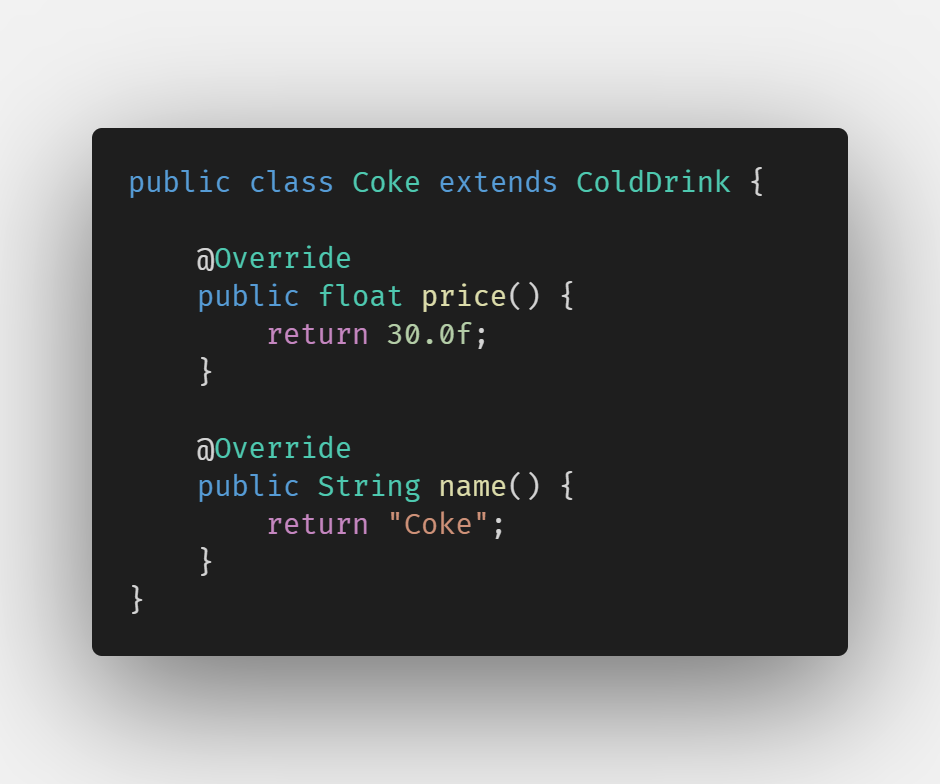 public class Coke extends ColdDrink {

    @Override
    public float price() {
        return 30.0f;
    }

    @Override
    public String name() {
        return "Coke";
    }
}